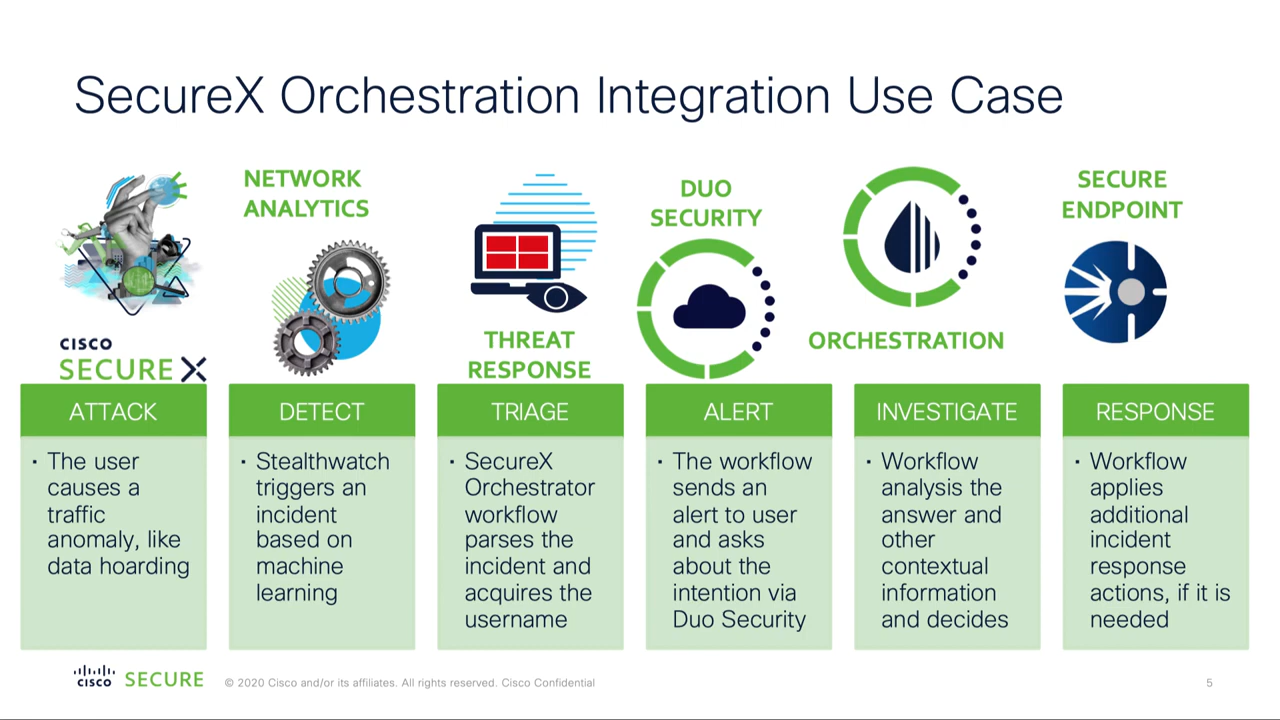 SecureX Orchestration Integration Use Case
CISCO
SECURE X
NETWORK
ANALYTICS
THREAT
RESPONSE
DUO
SECURITY
ORCHESTRATION
SECURE
ENDPOINT
ATTACK
· The user
causes a
traffic
anomaly, like
data hoarding
DETECT
· Stealthwatch
triggers an
incident
based on
machine
learning
TRIAGE
· SecureX
Orchestrator
workflow
parses the
incident and
acquires the
username
ALERT
· The workflow
sends an
alert to user
and asks
about the
intention via
Duo Security
INVESTIGATE
· Workflow
analysis the
answer and
other
contextual
information
and decides
RESPONSE
· Workflow
applies
additional
incident
response
actions, if it is
needed
CISCO SECURE
© 2020 Cisco and/or its affiliates. All rights reserved. Cisco Confidential
5